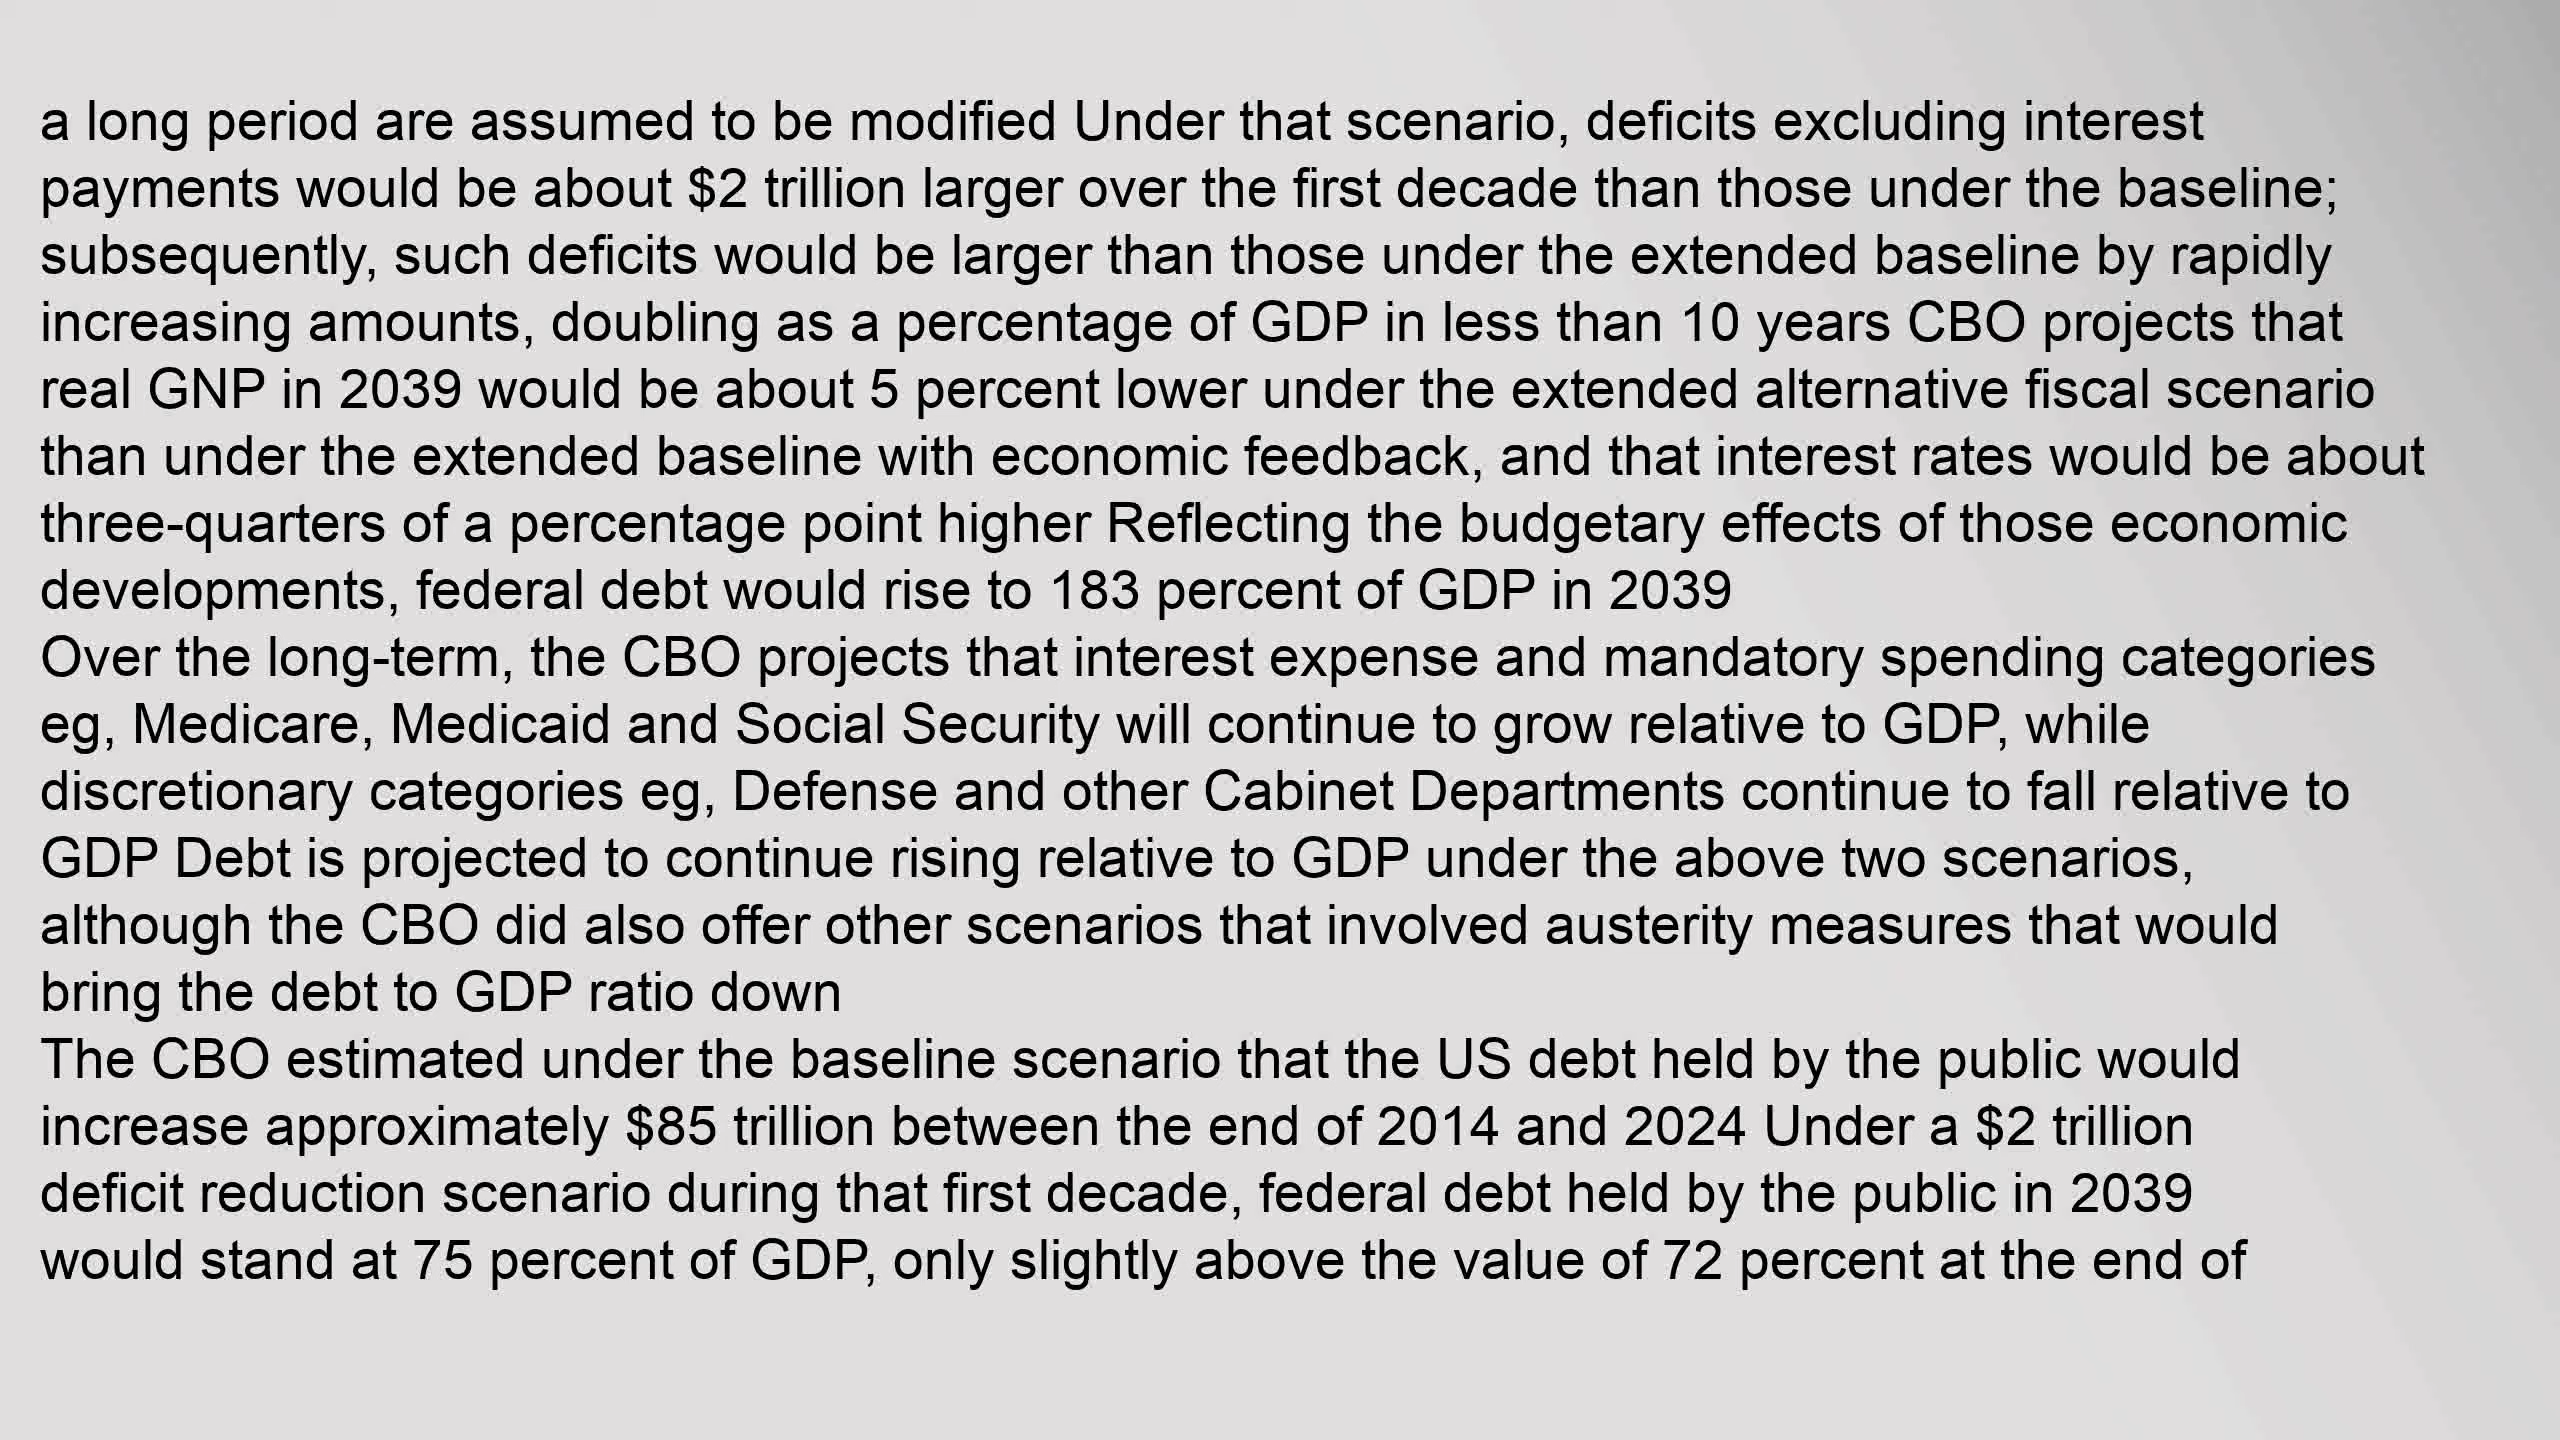 a long period are assumed to be modified Under that scenario, deficits excluding interest
payments would be about $2 trillion larger over the first decade than those under the baseline;
subsequently, such deficits would be larger than those under the extended baseline by rapidly
increasing amounts, doubling as a percentage of GDP in less than 10 years CBO projects that
real GNP in 2039 would be about 5 percent lower under the extended alternative fiscal scenario
than under the extended baseline with economic feedback, and that interest rates would be about
three-quarters of a percentage point higher Reflecting the budgetary effects of those economic
developments, federal debt would rise to 183 percent of GDP in 2039
Over the long-term, the CBO projects that interest expense and mandatory spending categories
eg, Medicare, Medicaid and Social Security will continue to grow relative to GDP, while
discretionary categories eg, Defense and other Cabinet Departments continue to fall relative to
GDP Debt is projected to continue rising relative to GDP under the above two scenarios,
although the CBO did also offer other scenarios that involved austerity measures that would
bring the debt to GDP ratio down
The CBO estimated under the baseline scenario that the US debt held by the public would
increase approximately $85 trillion between the end of 2014 and 2024 Under a $2 trillion
deficit reduction scenario during that first decade, federal debt held by the public in 2039
would stand at 75 percent of GDP, only slightly above the value of 72 percent at the end of